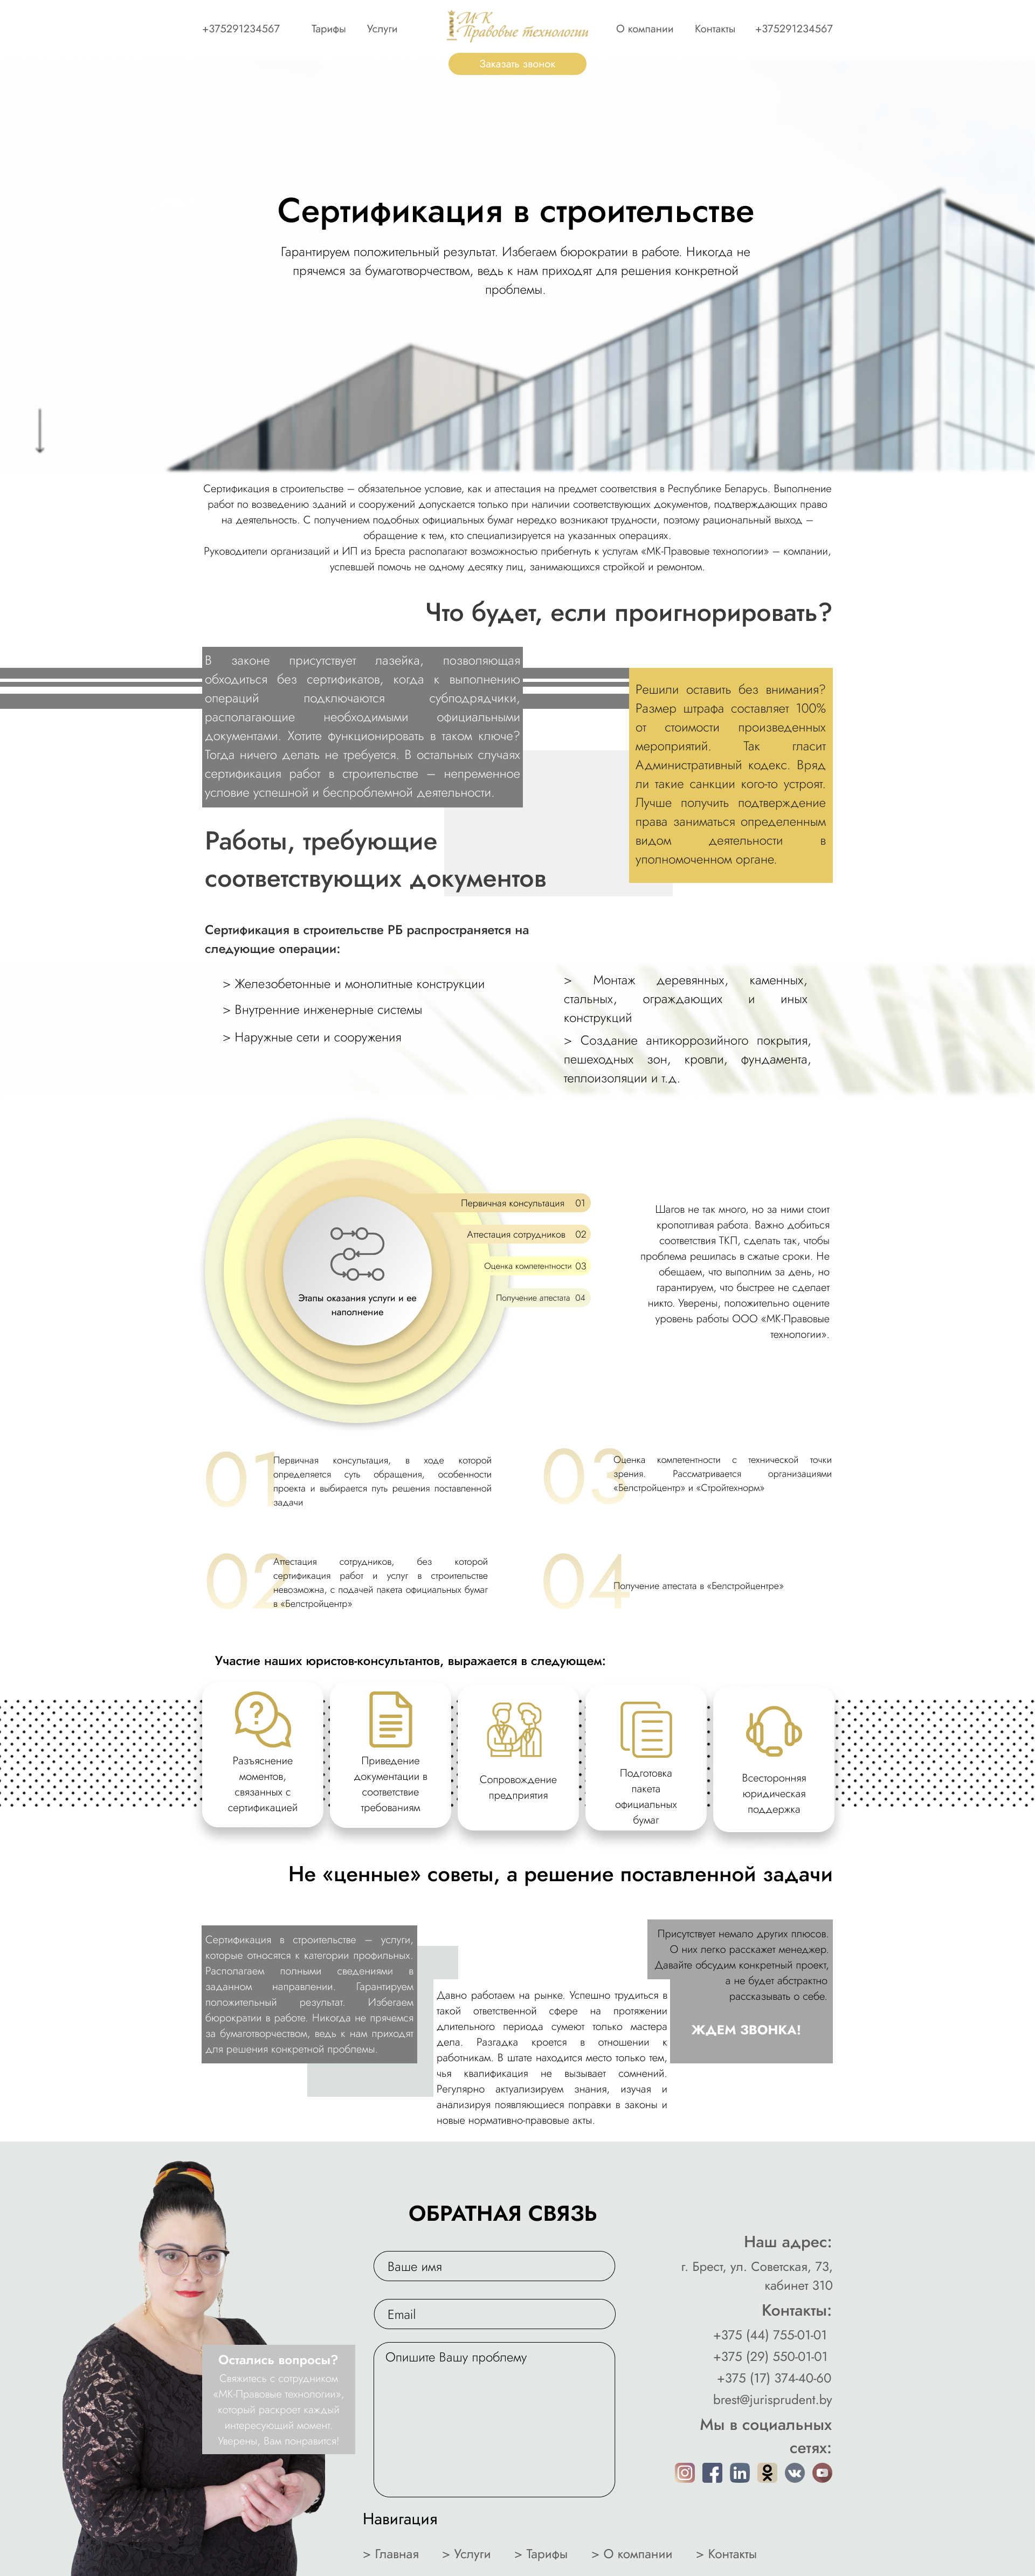 +375291234567
Тарифы
Услуги
МК
Правовые технологии
О компании
Контакты
+375291234567
Заказать звонок
Сертификация в строительстве
Гарантируем положительный результат. Избегаем бюрократии в работе. Никогда не
прячемся за бумаготворчеством, ведь к нам приходят для решения конкретной
проблемы.
Сертификация в строительстве – обязательное условие, как и аттестация на предмет соответствия в Республике Беларусь. Выполнение
работ по возведению зданий и сооружений допускается только при наличии соответствующих документов, подтверждающих право
на деятельность. С получением подобных официальных бумаг нередко возникают трудности, поэтому рациональный выход –
обращение к тем, кто специализируется на указанных операциях.
Руководители организаций и ИП из Бреста располагают возможностью прибегнуть к услугам «МК-Правовые технологии» – компании,
успевшей помочь не одному десятку лиц, занимающихся стройкой и ремонтом.
Что будет, если проигнорировать?
В законе присутствует лазейка, позволяющая
обходиться без сертификатов, когда к выполнению
операций подключаются субподрядчики,
располагающие необходимыми официальными
документами. Хотите функционировать в таком ключе?
Тогда ничего делать не требуется. В остальных случаях
сертификация работ в строительстве – непременное
условие успешной и беспроблемной деятельности.
Решили оставить без внимания?
Размер штрафа составляет 100%
от стоимости произведенных
мероприятий. Так гласит
Административный кодекс. Вряд
ли такие санкции кого-то устроят.
Лучше получить подтверждение
права заниматься определенным
видом деятельности в
уполномоченном органе.
Работы, требующие
соответствующих документов
Сертификация в строительстве РБ распространяется на
следующие операции:
> Железобетонные и монолитные конструкции
> Внутренние инженерные системы
> Наружные сети и сооружения
> Монтаж деревянных, каменных,
стальных, ограждающих и иных
конструкций
> Создание антикоррозийного покрытия,
пешеходных зон, кровли, фундамента,
теплоизоляции и т.д.
Первичная консультация 01
Аттестация сотрудников 02
Оценка компетентности 03
Получение аттестата 04
Этапы оказания услуги и ее
наполнение
Шагов не так много, но за ними стоит
кропотливая работа. Важно добиться
соответствия ТКП, сделать так, чтобы
проблема решилась в сжатые сроки. Не
обещаем, что выполним за день, но
гарантируем, что быстрее не сделает
никто. Уверены, положительно оцените
уровень работы ООО «МК-Правовые
технологии».
01
Первичная консультация, в ходе которой
определяется суть обращения, особенности
проекта и выбирается путь решения поставленной
задачи
03
Оценка компетентности с технической точки
зрения. Рассматривается организациями
«Белстройцентр» и «Стройтехнорм»
02
Аттестация сотрудников, без которой
сертификация работ и услуг в строительстве
невозможна, с подачей пакета официальных бумаг
в «Белстройцентр»
04
Получение аттестата в «Белстройцентре»
Участие наших юристов-консультантов, выражается в следующем:
Разъяснение
моментов,
связанных с
сертификацией
Приведение
документации в
соответствие
требованиям
Сопровождение
предприятия
Подготовка
пакета
официальных
бумаг
Всесторонняя
юридическая
поддержка
Не «ценные» советы, а решение поставленной задачи
Сертификация в строительстве – услуги,
которые относятся к категории профильных.
Располагаем полными сведениями в
заданном направлении. Гарантируем
положительный результат. Избегаем
бюрократии в работе. Никогда не прячемся
за бумаготворчеством, ведь к нам приходят
для решения конкретной проблемы.
Давно работаем на рынке. Успешно трудиться в
такой ответственной сфере на протяжении
длительного периода сумеют только мастера
дела. Разгадка кроется в отношении к
работникам. В штате находится место только тем,
чья квалификация не вызывает сомнений.
Регулярно актуализируем знания, изучая и
анализируя появляющиеся поправки в законы и
новые нормативно-правовые акты.
Присутствует немало других плюсов.
О них легко расскажет менеджер.
Давайте обсудим конкретный проект,
а не будет абстрактно
рассказывать о себе.
ЖДЕМ ЗВОНКА!
ОБРАТНАЯ СВЯЗЬ
Ваше имя
Email
Опишите Вашу проблему
Остались вопросы?
Свяжитесь с сотрудником
«МК-Правовые технологии»,
который раскроет каждый
интересующий момент.
Уверены, Вам понравится!
Наш адрес:
г. Брест, ул. Советская, 73,
кабинет 310
Контакты:
+375 (44) 755-01-01
+375 (29) 550-01-01
+375 (17) 374-40-60
brest@jurisprudent.by
Мы в социальных
сетях:
Навигация
> Главная
> Услуги
> Тарифы
> О компании
> Контакты